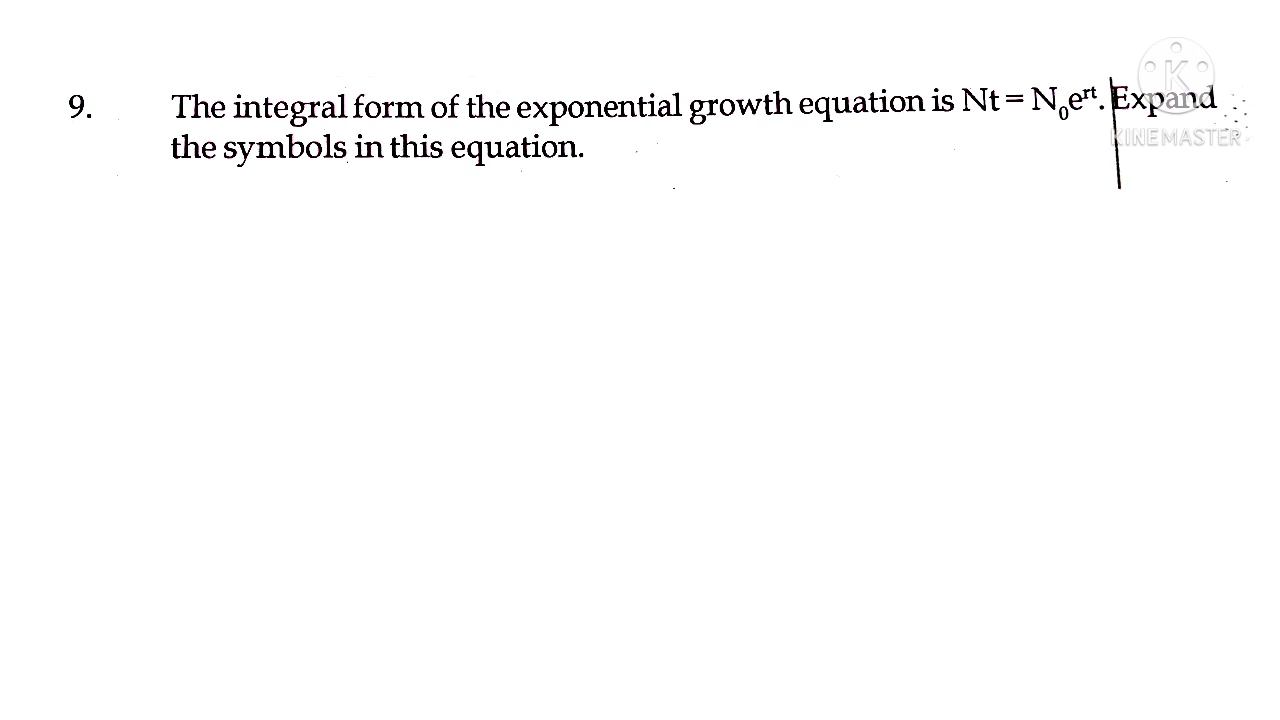 9. The integral form of the exponential growth equation is Nt = N₀eʳᵗ. Expand
the symbols in this equation.
K
KINEMASTER